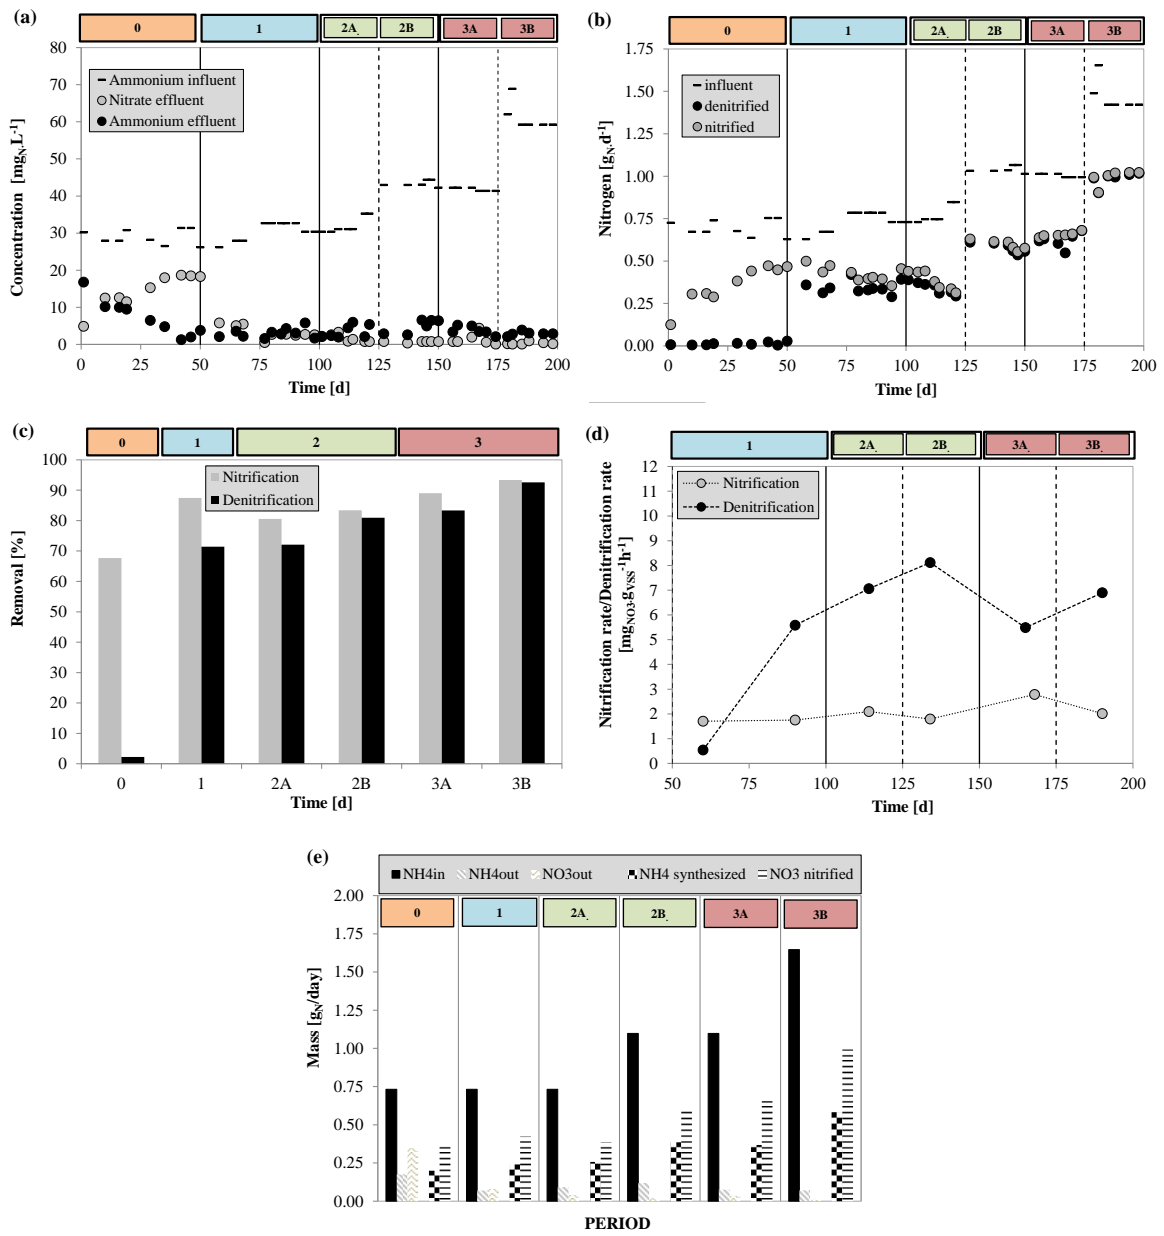 (a)
0 1 2A. 2B 3A 3B
80
70
60
50
40
30
20
10
0
Concentration [mgN.L-1]
Ammonium influent
Nitrate effluent
Ammonium effluent
0 25 50 75 100 125 150 175 200
Time [d]
(b)
0 1 2A. 2B 3A 3B
1.75
1.50
1.25
1.00
0.75
0.50
0.25
0.00
Nitrogen [gN.d-1]
influent
denitrified
nitrified
0 25 50 75 100 125 150 175 200
Time [d]
(c)
0 1 2 3
100
90
80
70
60
50
40
30
20
10
0
Removal [%]
Nitrification
Denitrification
0 1 2A 2B 3A 3B
Time [d]
(d)
1 2A. 2B. 3A. 3B.
12
11
10
9
8
7
6
5
4
3
2
1
0
Nitrification rate/Denitrification rate
[mgNO3.gVSS-1h-1]
Nitrification
Denitrification
50 75 100 125 150 175 200
Time [d]
(e)
NH4in NH4out NO3out NH4 synthesized NO3 nitrified
2.00
1.75
1.50
1.25
1.00
0.75
0.50
0.25
0.00
Mass [gN/day]
0 1 2A. 2B. 3A 3B
PERIOD